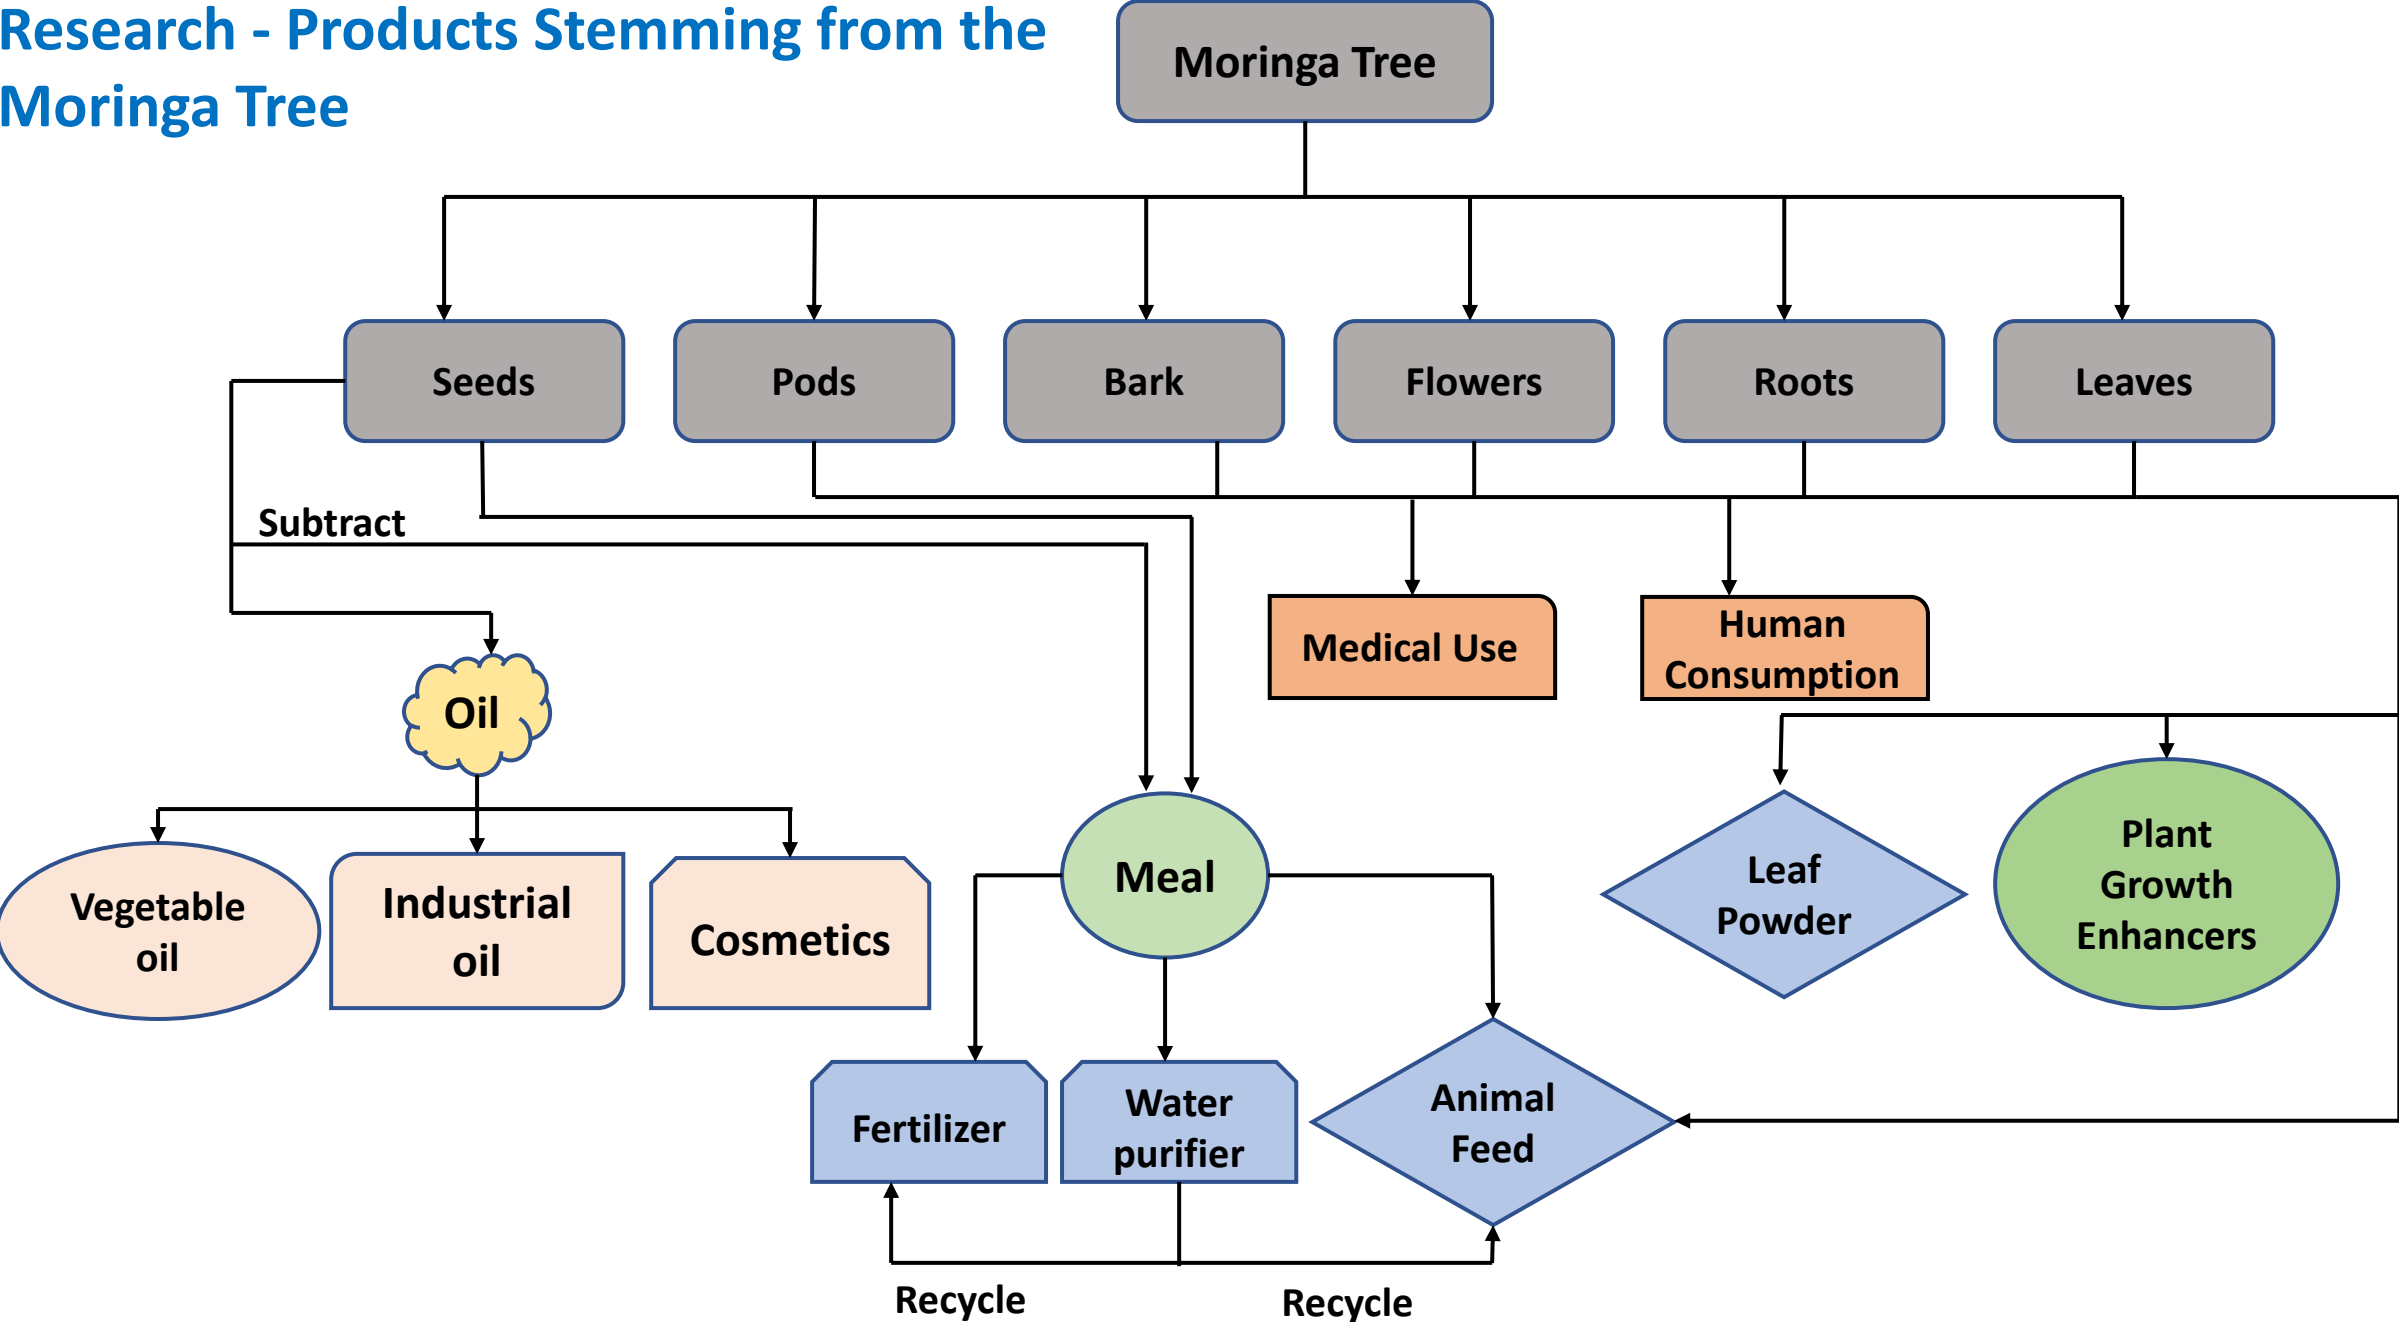 Research - Products Stemming from the
Moringa Tree
Moringa Tree
Seeds
Pods
Bark
Flowers
Roots
Leaves
Subtract
Medical Use
Human
Consumption
Oil
Vegetable
oil
Industrial
oil
Cosmetics
Meal
Leaf
Powder
Plant
Growth
Enhancers
Fertilizer
Water
purifier
Animal
Feed
Recycle
Recycle